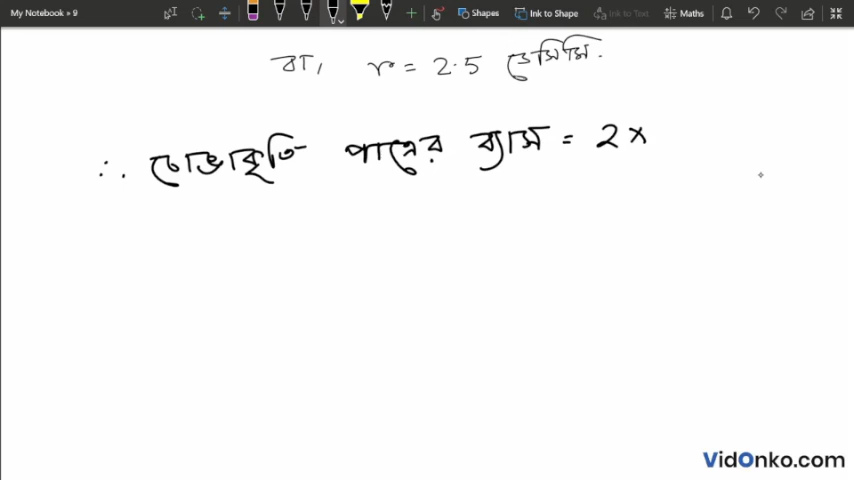 My Notebook » 9
Shapes
Ink to Shape
Ink to Text
Maths
বা, r = 2.5 ডেসিমি.
∴ চোঙাকৃতি পাত্রের ব্যাস = 2 ×
VidOnko.com